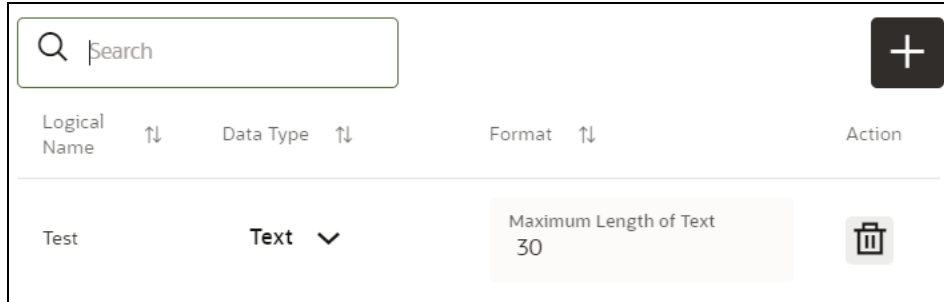 Search
Logical
Name
Data Type
Format
Action
Test
Text
Maximum Length of Text
30